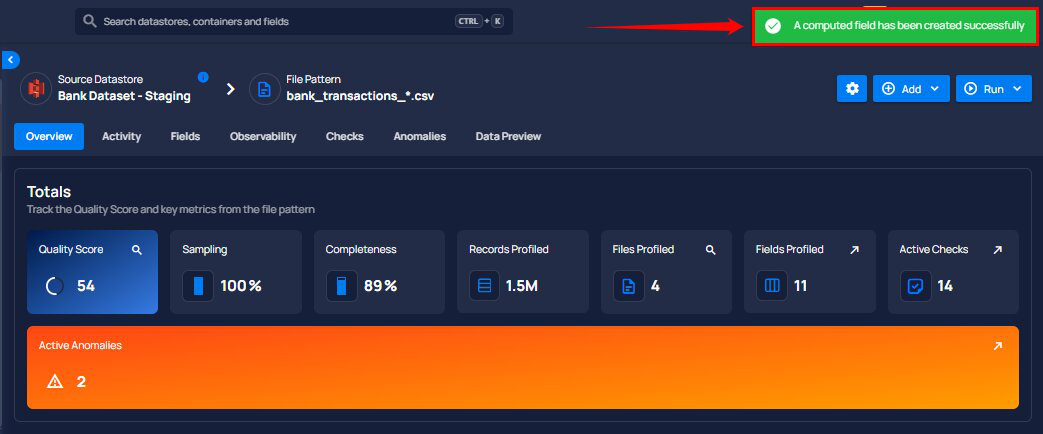 Search datastores, containers and fields
CTRL + K
A computed field has been created successfully
Source Datastore
Bank Dataset - Staging
File Pattern
bank_transactions_*.csv
Add
Run
Overview
Activity
Fields
Observability
Checks
Anomalies
Data Preview
Totals
Track the Quality Score and key metrics from the file pattern
Quality Score
54
Sampling
100%
Completeness
89%
Records Profiled
1.5M
Files Profiled
4
Fields Profiled
11
Active Checks
14
Active Anomalies
2